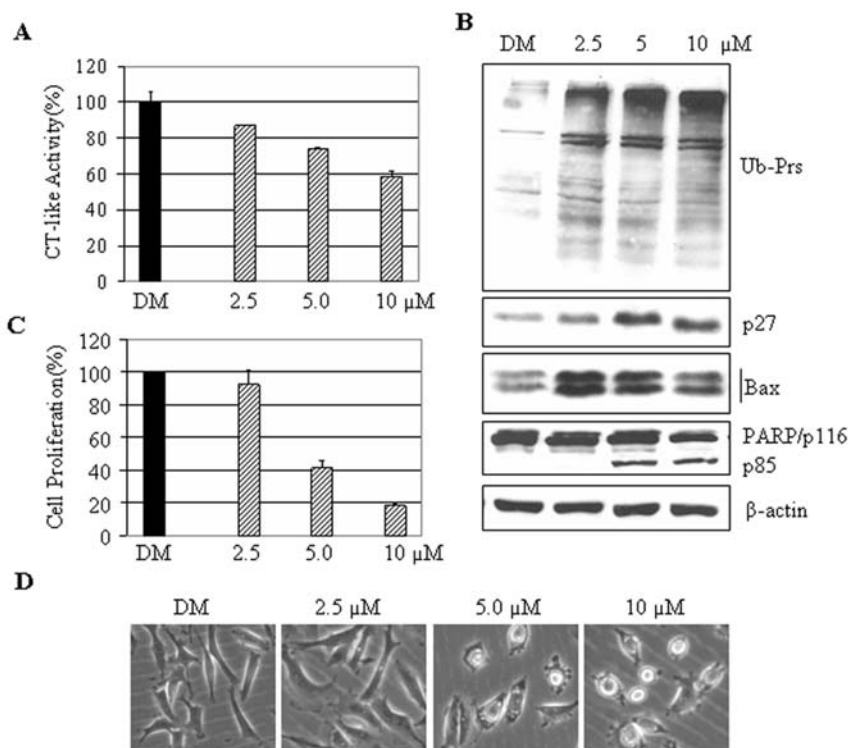 A
CT-like Activity(%)
120
100
80
60
40
20
0
DM 2.5 5.0 10 μM
B
DM 2.5 5 10 μM
Ub-Prs
p27
Bax
PARP/p116
p85
β-actin
C
Cell Proliferation(%)
120
100
80
60
40
20
0
DM 2.5 5.0 10 μM
D
DM 2.5 μM 5.0 μM 10 μM